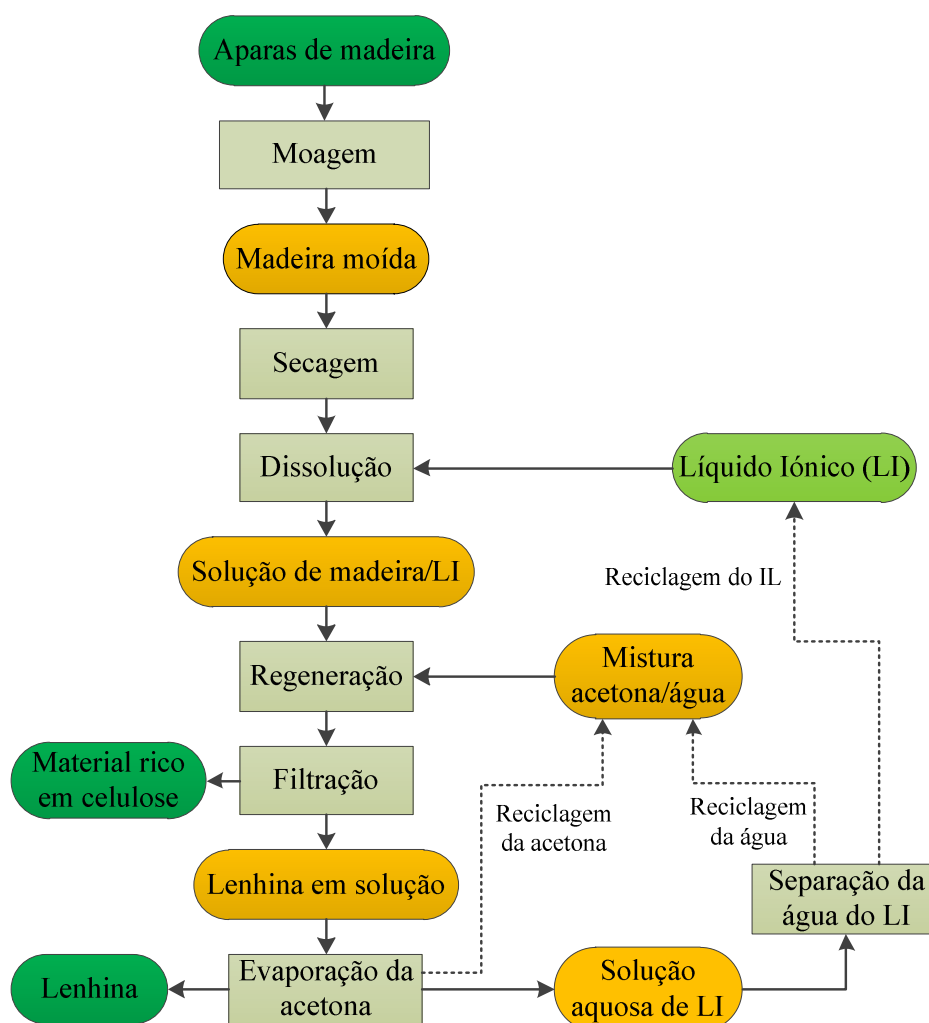 Aparas de madeira
Moagem
Madeira moída
Secagem
Dissolução
Líquido Iónico (LI)
Solução de madeira/LI
Reciclagem do IL
Regeneração
Mistura
acetona/água
Material rico
em celulose
Filtração
Reciclagem
da acetona
Reciclagem
da água
Lenhina em solução
Separação da
água do LI
Lenhina
Evaporação da
acetona
Solução
aquosa de LI